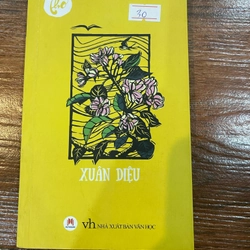 Thơ
30
XUÂN DIỆU
vh NHÀ XUẤT BẢN VĂN HỌC